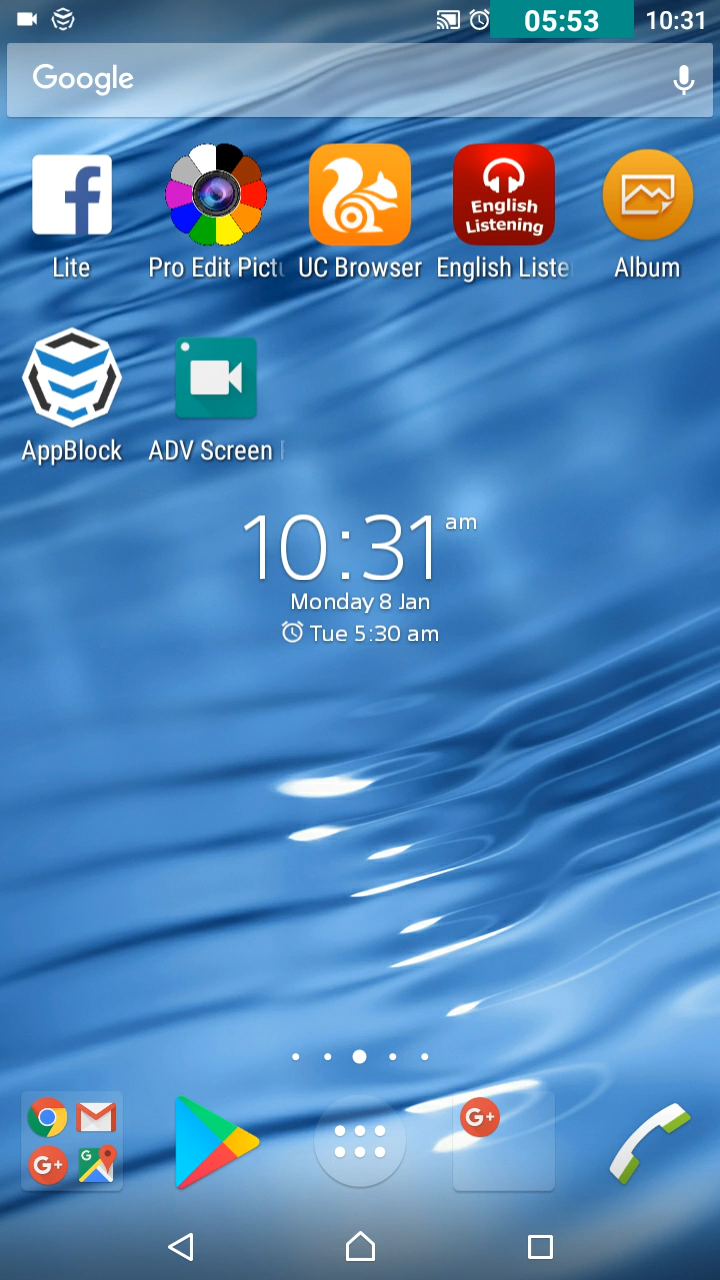 05:53 10:31
Google
English
Listening
Lite Pro Edit Pict UC Browser English Liste Album
AppBlock ADV Screen
10:31 am
Monday 8 Jan
Tue 5:30 am
G+
G+
G